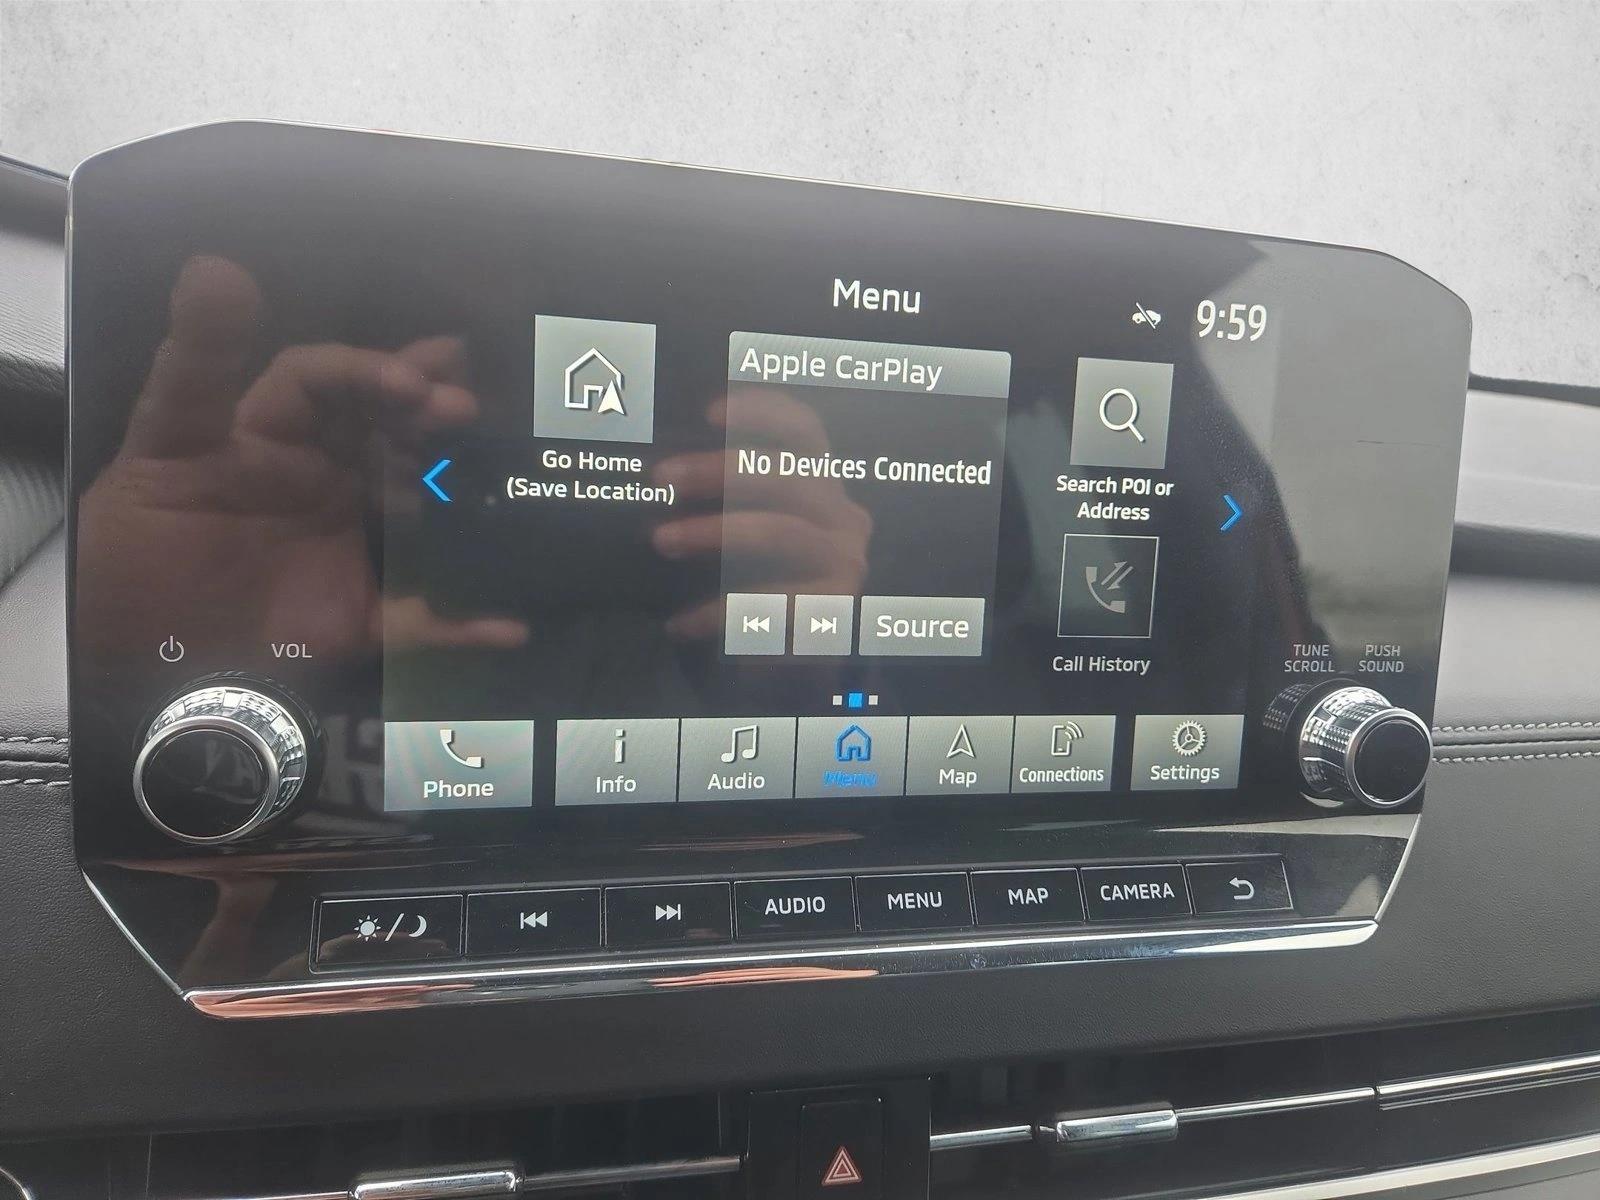 Menu
9:59
Apple CarPlay
Go Home
(Save Location)
No Devices Connected
Search POI or
Address
Source
Call History
VOL
TUNE
SCROLL
PUSH
SOUND
Phone
Info
Audio
Menu
Map
Connections
Settings
AUDIO
MENU
MAP
CAMERA